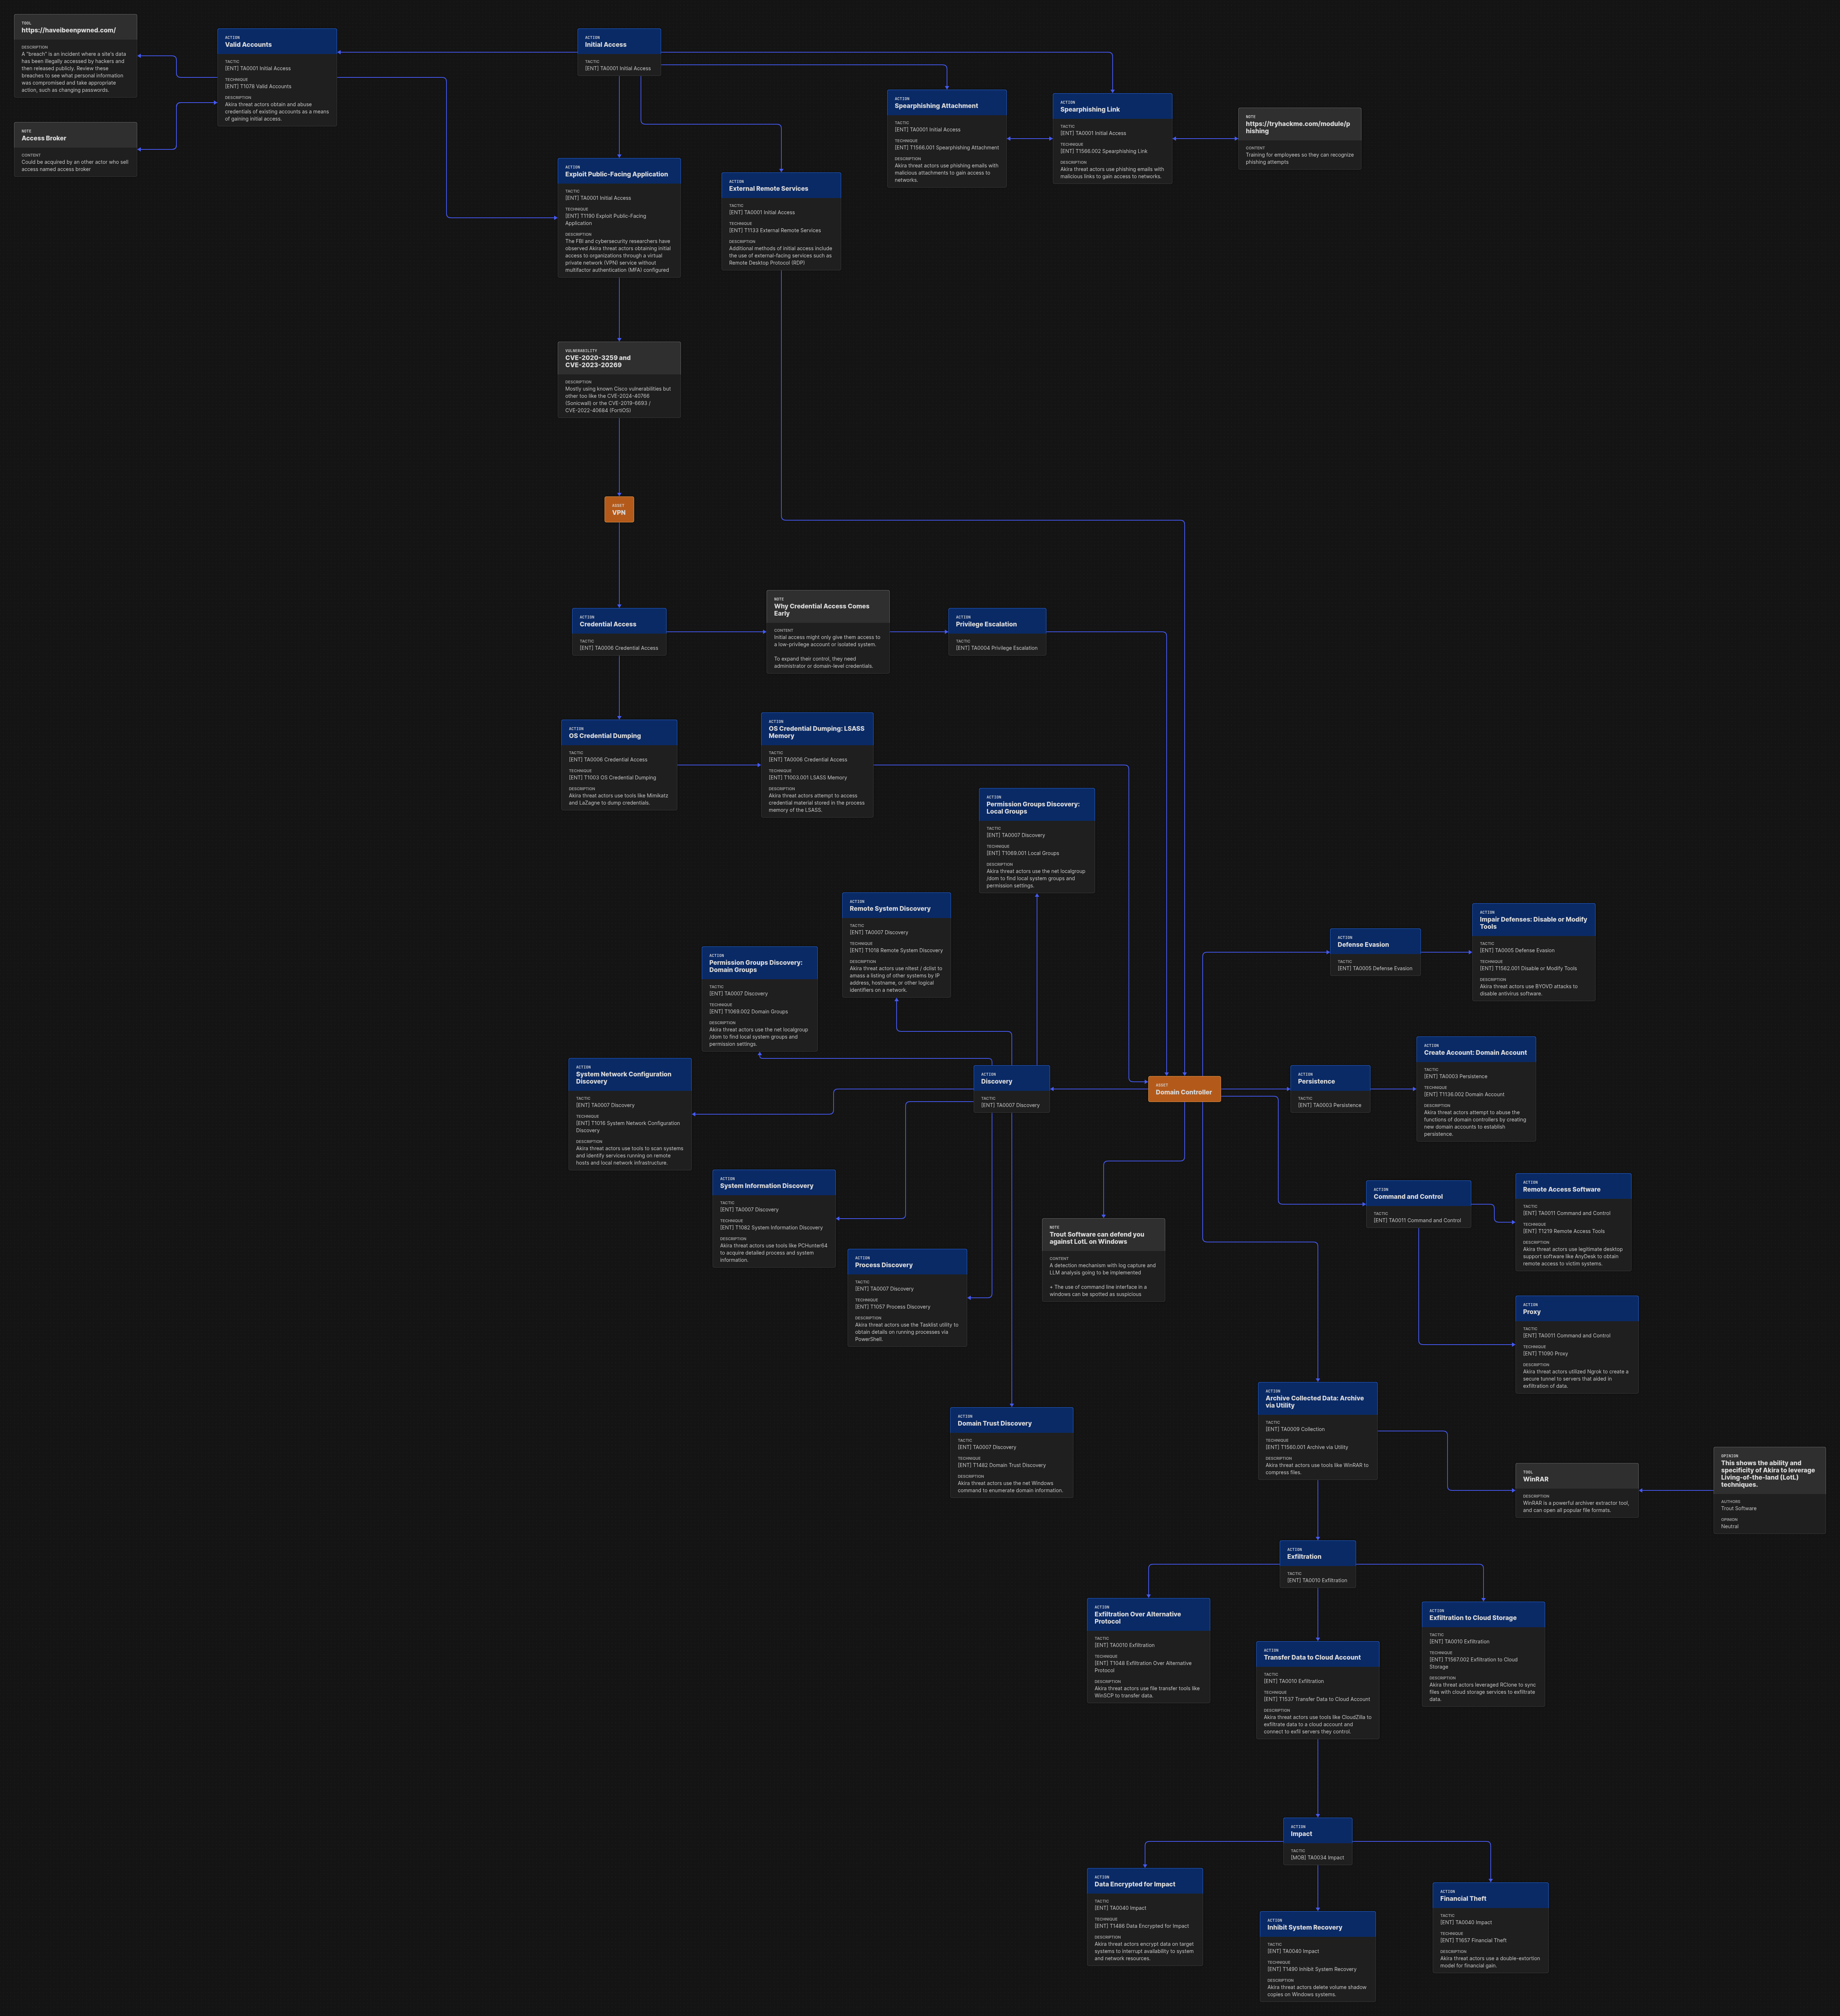 TOOL
https://haveibeenpwned.com/
DESCRIPTION
A "breach" is an incident where a site's data
has been illegally accessed by hackers and
then released publicly. Review these
breaches to see what personal information
was compromised and take appropriate
action, such as changing passwords.
NOTE
Access Broker
CONTENT
Could be acquired by an other actor who sell
access named access broker
ACTION
Valid Accounts
TACTIC
[ENT] TA0001 Initial Access
TECHNIQUE
[ENT] T1078 Valid Accounts
DESCRIPTION
Akira threat actors obtain and abuse
credentials of existing accounts as a means
of gaining initial access.
ACTION
Initial Access
TACTIC
[ENT] TA0001 Initial Access
ACTION
Spearphishing Attachment
TACTIC
[ENT] TA0001 Initial Access
TECHNIQUE
[ENT] T1566.001 Spearphishing Attachment
DESCRIPTION
Akira threat actors use phishing emails with
malicious attachments to gain access to
networks.
ACTION
Spearphishing Link
TACTIC
[ENT] TA0001 Initial Access
TECHNIQUE
[ENT] T1566.002 Spearphishing Link
DESCRIPTION
Akira threat actors use phishing emails with
malicious links to gain access to networks.
NOTE
https://tryhackme.com/module/p
hishing
CONTENT
Training for employees so they can recognize
phishing attempts
ACTION
Exploit Public-Facing Application
TACTIC
[ENT] TA0001 Initial Access
TECHNIQUE
[ENT] T1190 Exploit Public-Facing
Application
DESCRIPTION
The FBI and cybersecurity researchers have
observed Akira threat actors obtaining initial
access to organizations through a virtual
private network (VPN) service without
multifactor authentication (MFA) configured
ACTION
External Remote Services
TACTIC
[ENT] TA0001 Initial Access
TECHNIQUE
[ENT] T1133 External Remote Services
DESCRIPTION
Additional methods of initial access include
the use of external-facing services such as
Remote Desktop Protocol (RDP)
VULNERABILITY
CVE-2020-3259 and
CVE-2023-20269
DESCRIPTION
Mostly using known Cisco vulnerabilities but
other too like the CVE-2024-40766
(Sonicwall) or the CVE-2019-6693 /
CVE-2022-40684 (FortiOS)
ASSET
VPN
ACTION
Credential Access
TACTIC
[ENT] TA0006 Credential Access
NOTE
Why Credential Access Comes
Early
CONTENT
Initial access might only give them access to
a low-privilege account or isolated system.
To expand their control, they need
administrator or domain-level credentials.
ACTION
Privilege Escalation
TACTIC
[ENT] TA0004 Privilege Escalation
ACTION
OS Credential Dumping
TACTIC
[ENT] TA0006 Credential Access
TECHNIQUE
[ENT] T1003 OS Credential Dumping
DESCRIPTION
Akira threat actors use tools like Mimikatz
and LaZagne to dump credentials.
ACTION
OS Credential Dumping: LSASS
Memory
TACTIC
[ENT] TA0006 Credential Access
TECHNIQUE
[ENT] T1003.001 LSASS Memory
DESCRIPTION
Akira threat actors attempt to access
credential material stored in the process
memory of the LSASS.
ACTION
Permission Groups Discovery:
Local Groups
TACTIC
[ENT] TA0007 Discovery
TECHNIQUE
[ENT] T1069.001 Local Groups
DESCRIPTION
Akira threat actors use the net localgroup
/dom to find local system groups and
permission settings.
ACTION
Remote System Discovery
TACTIC
[ENT] TA0007 Discovery
TECHNIQUE
[ENT] T1018 Remote System Discovery
DESCRIPTION
Akira threat actors use nltest / dclist to
amass a listing of other systems by IP
address, hostname, or other logical
identifiers on a network.
ACTION
Permission Groups Discovery:
Domain Groups
TACTIC
[ENT] TA0007 Discovery
TECHNIQUE
[ENT] T1069.002 Domain Groups
DESCRIPTION
Akira threat actors use the net localgroup
/dom to find local system groups and
permission settings.
ACTION
Defense Evasion
TACTIC
[ENT] TA0005 Defense Evasion
ACTION
Impair Defenses: Disable or Modify
Tools
TACTIC
[ENT] TA0005 Defense Evasion
TECHNIQUE
[ENT] T1562.001 Disable or Modify Tools
DESCRIPTION
Akira threat actors use BYOVD attacks to
disable antivirus software.
ACTION
System Network Configuration
Discovery
TACTIC
[ENT] TA0007 Discovery
TECHNIQUE
[ENT] T1016 System Network Configuration
Discovery
DESCRIPTION
Akira threat actors use tools to scan systems
and identify services running on remote
hosts and local network infrastructure.
ACTION
Discovery
TACTIC
[ENT] TA0007 Discovery
ASSET
Domain Controller
ACTION
Persistence
TACTIC
[ENT] TA0003 Persistence
ACTION
Create Account: Domain Account
TACTIC
[ENT] TA0003 Persistence
TECHNIQUE
[ENT] T1136.002 Domain Account
DESCRIPTION
Akira threat actors attempt to abuse the
functions of domain controllers by creating
new domain accounts to establish
persistence.
ACTION
System Information Discovery
TACTIC
[ENT] TA0007 Discovery
TECHNIQUE
[ENT] T1082 System Information Discovery
DESCRIPTION
Akira threat actors use tools like PCHunter64
to acquire detailed process and system
information.
ACTION
Process Discovery
TACTIC
[ENT] TA0007 Discovery
TECHNIQUE
[ENT] T1057 Process Discovery
DESCRIPTION
Akira threat actors use the Tasklist utility to
obtain details on running processes via
PowerShell.
NOTE
Trout Software can defend you
against LotL on Windows
CONTENT
A detection mechanism with log capture and
LLM analysis going to be implemented
+ The use of command line interface in a
windows can be spotted as suspicious
ACTION
Command and Control
TACTIC
[ENT] TA0011 Command and Control
ACTION
Remote Access Software
TACTIC
[ENT] TA0011 Command and Control
TECHNIQUE
[ENT] T1219 Remote Access Tools
DESCRIPTION
Akira threat actors use legitimate desktop
support software like AnyDesk to obtain
remote access to victim systems.
ACTION
Proxy
TACTIC
[ENT] TA0011 Command and Control
TECHNIQUE
[ENT] T1090 Proxy
DESCRIPTION
Akira threat actors utilized Ngrok to create a
secure tunnel to servers that aided in
exfiltration of data.
ACTION
Domain Trust Discovery
TACTIC
[ENT] TA0007 Discovery
TECHNIQUE
[ENT] T1482 Domain Trust Discovery
DESCRIPTION
Akira threat actors use the net Windows
command to enumerate domain information.
ACTION
Archive Collected Data: Archive
via Utility
TACTIC
[ENT] TA0009 Collection
TECHNIQUE
[ENT] T1560.001 Archive via Utility
DESCRIPTION
Akira threat actors use tools like WinRAR to
compress files.
TOOL
WinRAR
DESCRIPTION
WinRAR is a powerful archiver extractor tool,
and can open all popular file formats.
OPINION
This shows the ability and
specificity of Akira to leverage
Living-of-the-land (LotL)
techniques.
AUTHORS
Trout Software
OPINION
Neutral
ACTION
Exfiltration
TACTIC
[ENT] TA0010 Exfiltration
ACTION
Exfiltration Over Alternative
Protocol
TACTIC
[ENT] TA0010 Exfiltration
TECHNIQUE
[ENT] T1048 Exfiltration Over Alternative
Protocol
DESCRIPTION
Akira threat actors use file transfer tools like
WinSCP to transfer data.
ACTION
Transfer Data to Cloud Account
TACTIC
[ENT] TA0010 Exfiltration
TECHNIQUE
[ENT] T1537 Transfer Data to Cloud Account
DESCRIPTION
Akira threat actors use tools like CloudZilla to
exfiltrate data to a cloud account and
connect to exfil servers they control.
ACTION
Exfiltration to Cloud Storage
TACTIC
[ENT] TA0010 Exfiltration
TECHNIQUE
[ENT] T1567.002 Exfiltration to Cloud
Storage
DESCRIPTION
Akira threat actors leveraged RClone to sync
files with cloud storage services to exfiltrate
data.
ACTION
Impact
TACTIC
[MOB] TA0034 Impact
ACTION
Data Encrypted for Impact
TACTIC
[ENT] TA0040 Impact
TECHNIQUE
[ENT] T1486 Data Encrypted for Impact
DESCRIPTION
Akira threat actors encrypt data on target
systems to interrupt availability to system
and network resources.
ACTION
Inhibit System Recovery
TACTIC
[ENT] TA0040 Impact
TECHNIQUE
[ENT] T1490 Inhibit System Recovery
DESCRIPTION
Akira threat actors delete volume shadow
copies on Windows systems.
ACTION
Financial Theft
TACTIC
[ENT] TA0040 Impact
TECHNIQUE
[ENT] T1657 Financial Theft
DESCRIPTION
Akira threat actors use a double-extortion
model for financial gain.